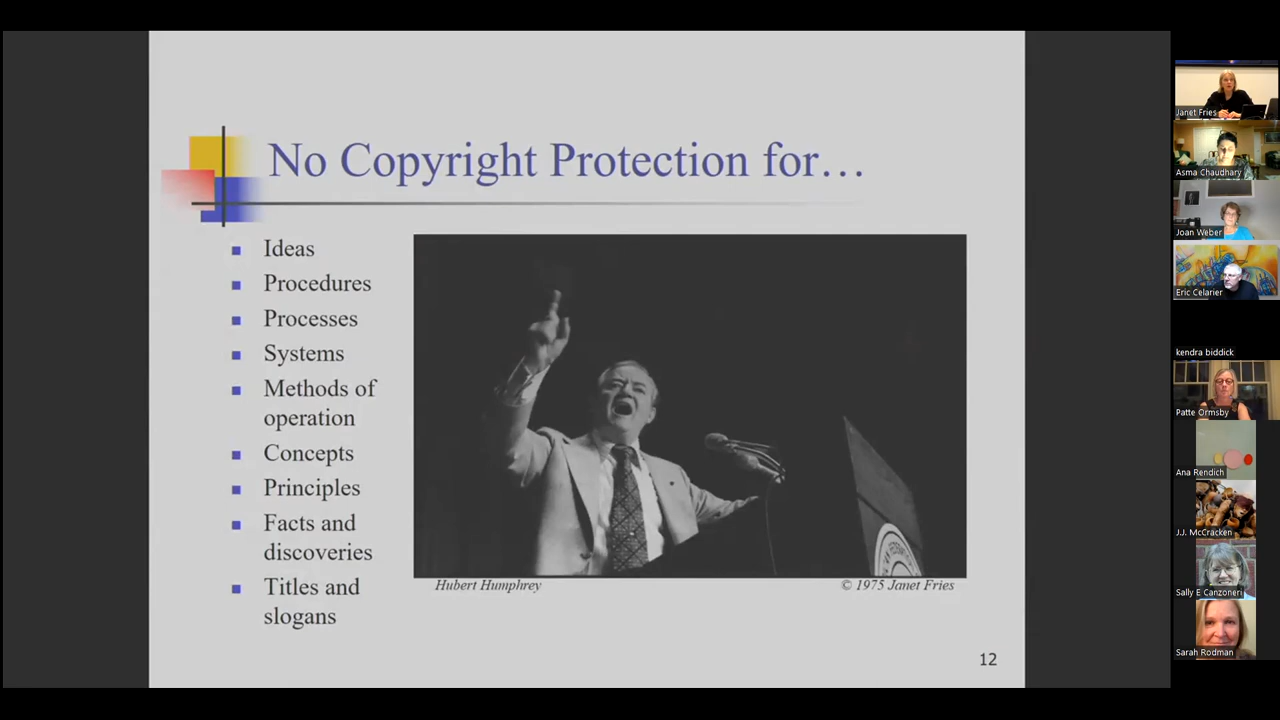 No Copyright Protection for…
Ideas
Procedures
Processes
Systems
Methods of
operation
Concepts
Principles
Facts and
discoveries
Titles and
slogans
Hubert Humphrey
© 1975 Janet Fries
12
Janet Fries
Asma Chaudhary
Joan Weber
Eric Celarier
kendra biddick
Patte Ormsby
Ana Rendich
J.J. McCracken
Sally E Canzoneri
Sarah Rodman